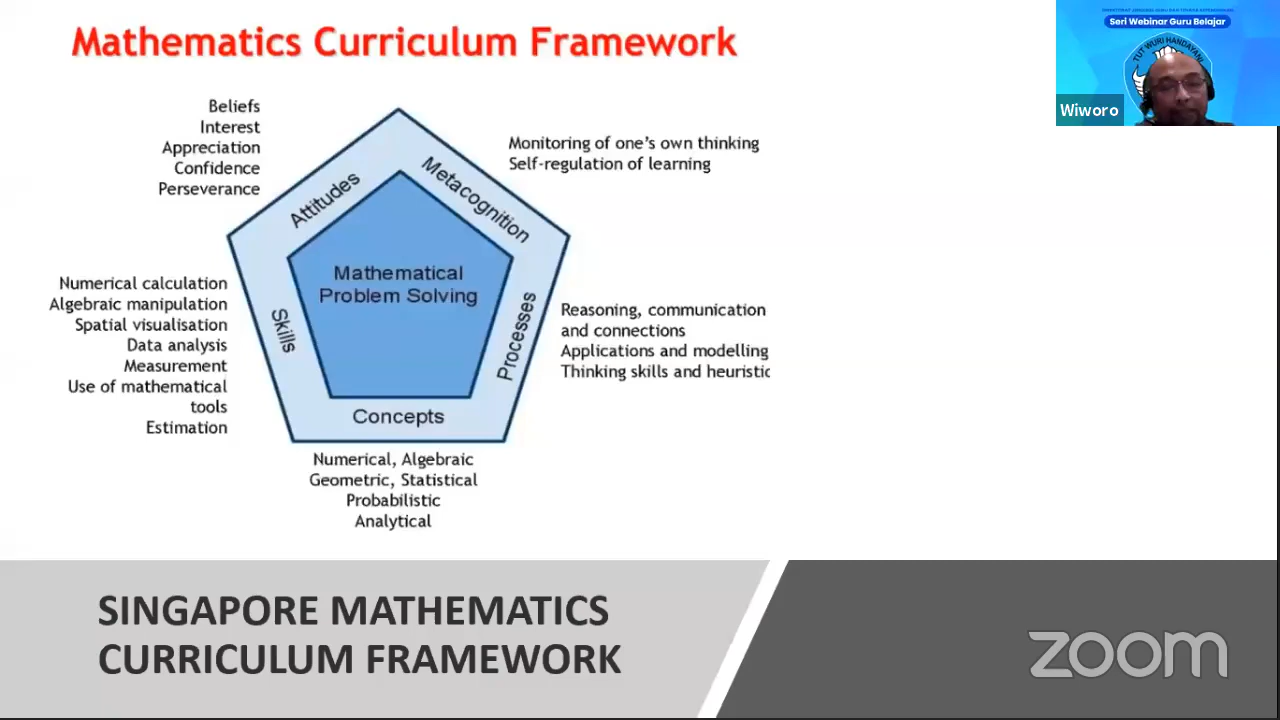 Mathematics Curriculum Framework
Seri Webinar Guru Belajar
TUT WURI HANDAYANI
Wiworo
Beliefs
Interest
Appreciation
Confidence
Perseverance
Monitoring of one's own thinking
Self-regulation of learning
Attitudes
Metacognition
Numerical calculation
Algebraic manipulation
Spatial visualisation
Data analysis
Measurement
Use of mathematical
tools
Estimation
Skills
Mathematical
Problem Solving
Processes
Reasoning, communication
and connections
Applications and modelling
Thinking skills and heuristic
Concepts
Numerical, Algebraic
Geometric, Statistical
Probabilistic
Analytical
SINGAPORE MATHEMATICS
CURRICULUM FRAMEWORK
zoom